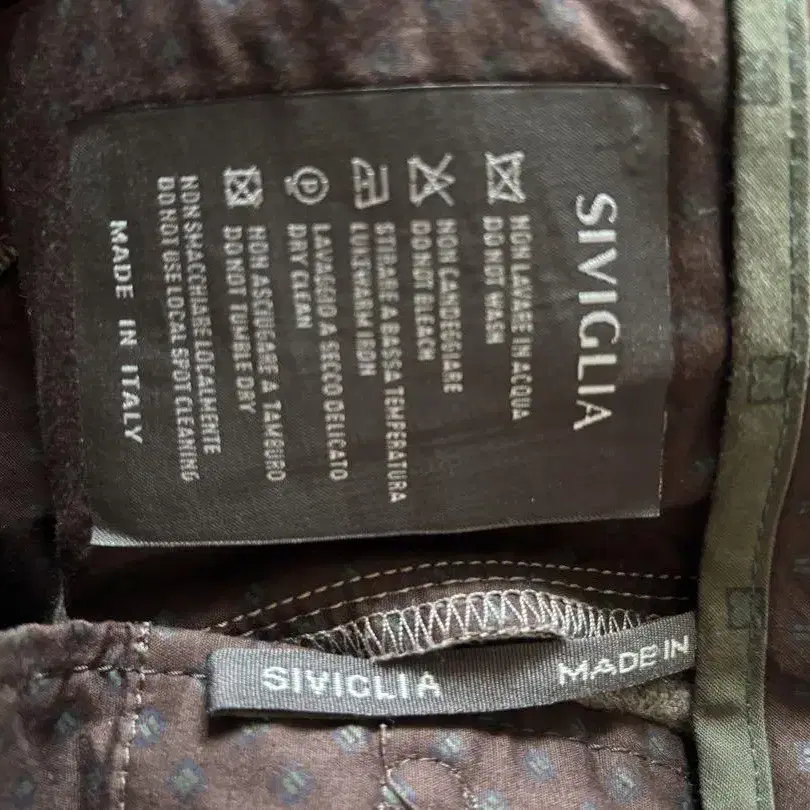 SIVIGLIA
NON LAVARE IN ACQUA
DO NOT WASH
NON CANDEGGIARE
DO NOT BLEACH
STIRARE A BASSA TEMPERATURA
LUKEWARM IRON
P
LAVAGGIO A SECCO DELICATO
DRY CLEAN
NON ASCIUGARE A TAMBURO
DO NOT TUMBLE DRY
NON SMACCHIARE LOCALMENTE
DO NOT USE LOCAL SPOT CLEANING
MADE IN ITALY
SIVIGLIA MADE IN